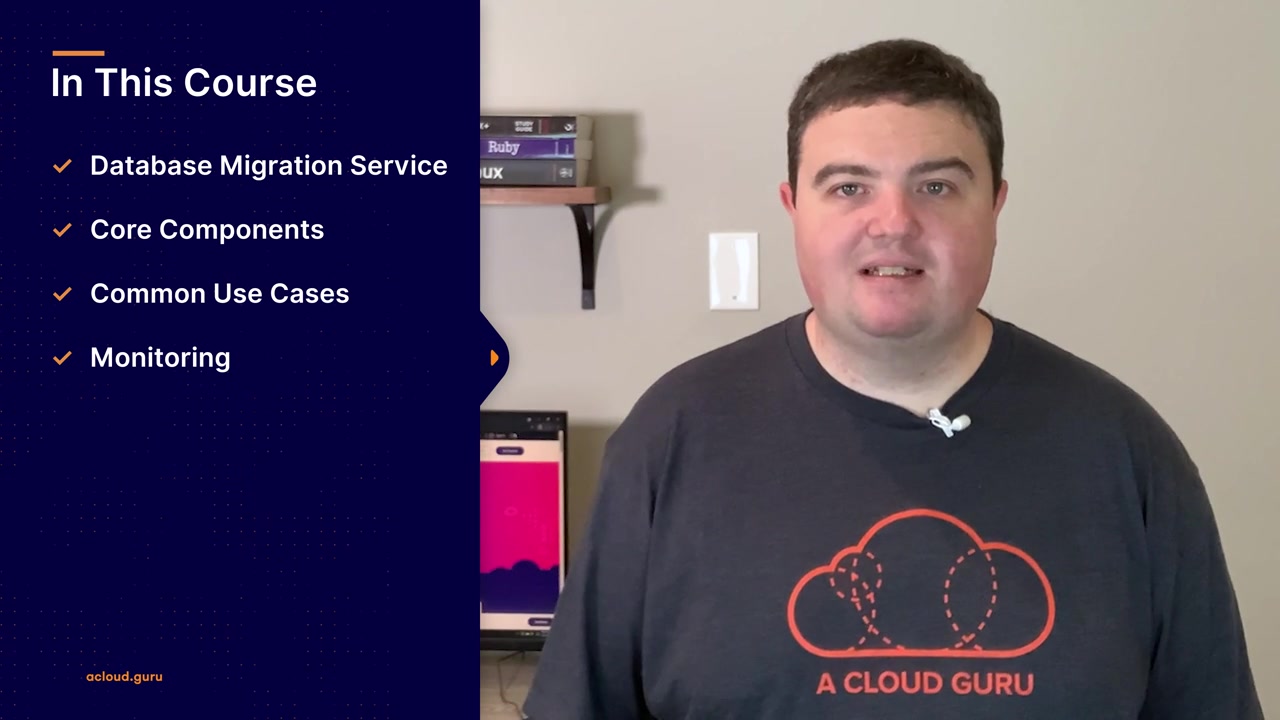 In This Course
Database Migration Service
Core Components
Common Use Cases
Monitoring
acloud.guru
STUDY
GUIDE
Ruby
UX
A CLOUD GURU